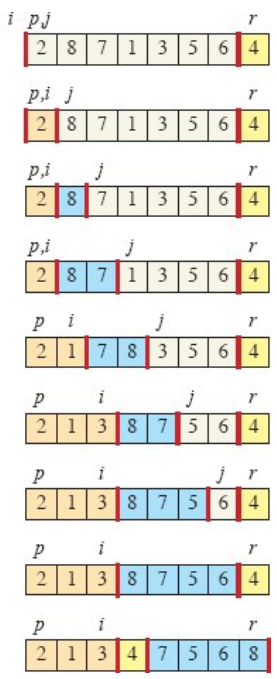 i p,j r
2 8 7 1 3 5 6 4
p,i j r
2 8 7 1 3 5 6 4
p,i j r
2 8 7 1 3 5 6 4
p,i j r
2 8 7 1 3 5 6 4
p i j r
2 1 7 8 3 5 6 4
p i j r
2 1 3 8 7 5 6 4
p i j r
2 1 3 8 7 5 6 4
p i r
2 1 3 8 7 5 6 4
p i r
2 1 3 4 7 5 6 8